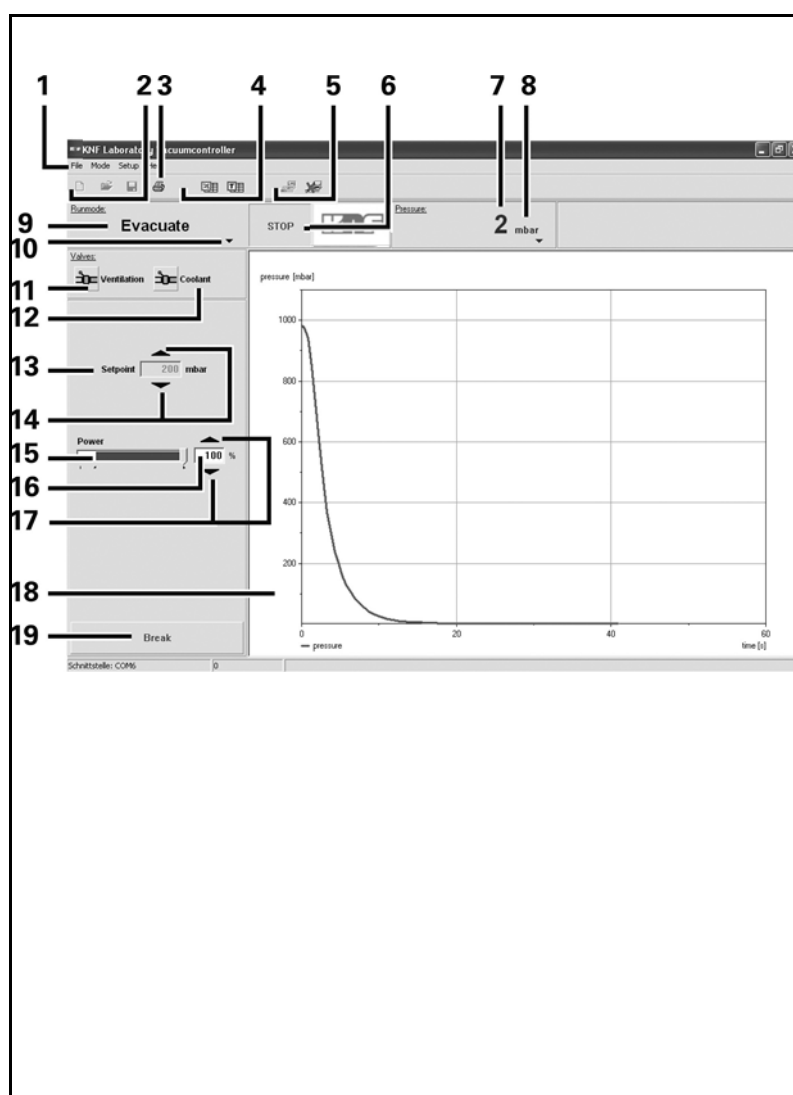 1 2 3 4 5 6 7 8
KNF Laboratory Vacuumcontroller
File Mode Setup
Runmode:
9 Evacuate
STOP
Pressure:
2 mbar
10
Valves:
Ventilation Coolant
11
12
13 Setpoint 200 mbar
14
Power
15
100 %
16
17
18
19 Break
pressure [mbar]
1000
800
600
400
200
0 20 40 60
pressure
time [s]
Schnittstelle: COM6 0